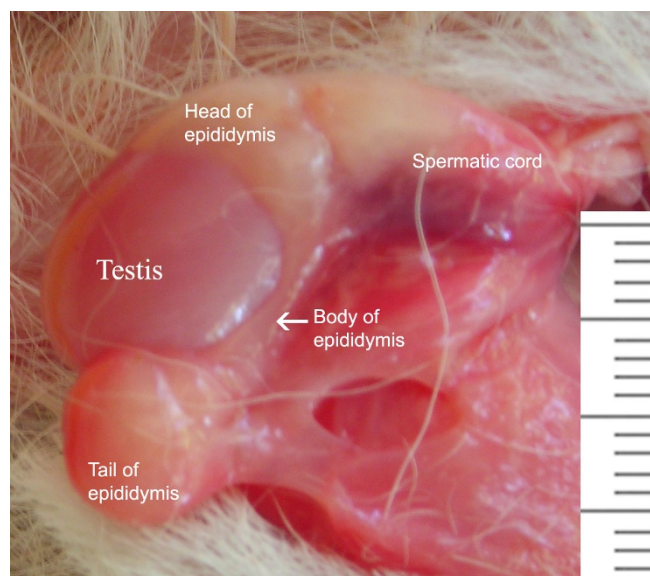 Head of
epididymis
Spermatic cord
Testis
Body of
epididymis
Tail of
epididymis